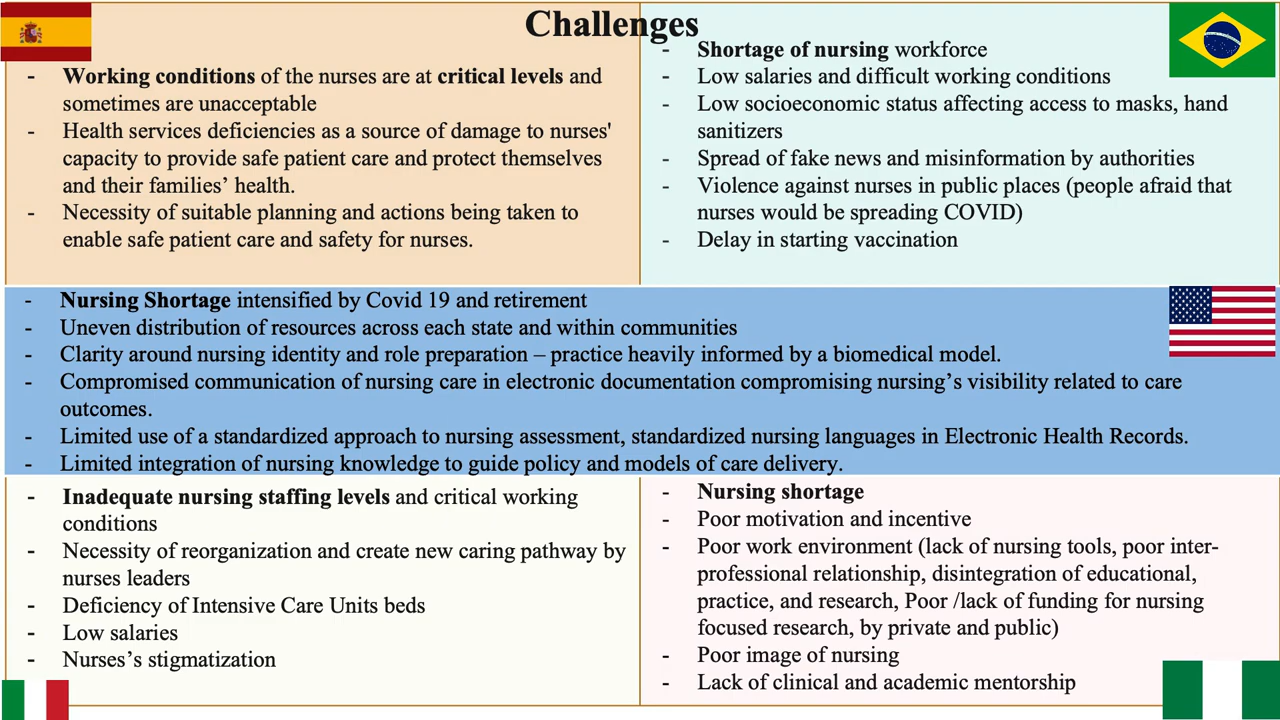 Challenges
- Working conditions of the nurses are at critical levels and
sometimes are unacceptable
- Health services deficiencies as a source of damage to nurses'
capacity to provide safe patient care and protect themselves
and their families’ health.
- Necessity of suitable planning and actions being taken to
enable safe patient care and safety for nurses.
- Shortage of nursing workforce
- Low salaries and difficult working conditions
- Low socioeconomic status affecting access to masks, hand
sanitizers
- Spread of fake news and misinformation by authorities
- Violence against nurses in public places (people afraid that
nurses would be spreading COVID)
- Delay in starting vaccination
- Nursing Shortage intensified by Covid 19 and retirement
- Uneven distribution of resources across each state and within communities
- Clarity around nursing identity and role preparation – practice heavily informed by a biomedical model.
- Compromised communication of nursing care in electronic documentation compromising nursing’s visibility related to care
outcomes.
- Limited use of a standardized approach to nursing assessment, standardized nursing languages in Electronic Health Records.
- Limited integration of nursing knowledge to guide policy and models of care delivery.
- Inadequate nursing staffing levels and critical working
conditions
- Necessity of reorganization and create new caring pathway by
nurses leaders
- Deficiency of Intensive Care Units beds
- Low salaries
- Nurses’s stigmatization
- Nursing shortage
- Poor motivation and incentive
- Poor work environment (lack of nursing tools, poor inter-
professional relationship, disintegration of educational,
practice, and research, Poor /lack of funding for nursing
focused research, by private and public)
- Poor image of nursing
- Lack of clinical and academic mentorship